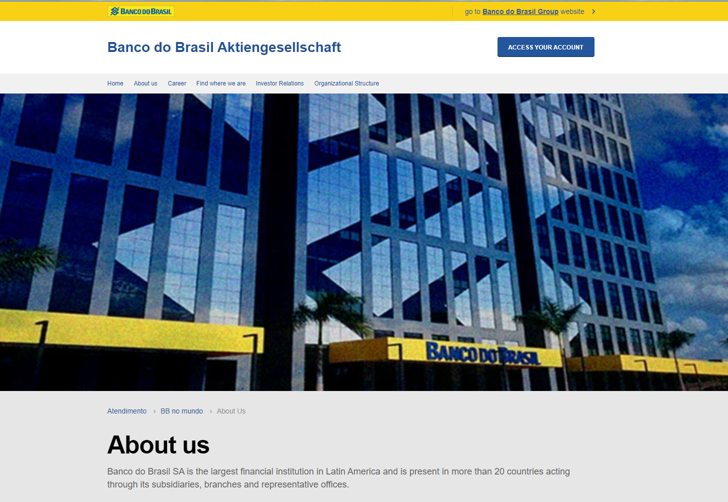 BANCO DO BRASIL
go to Banco do Brasil Group website
Banco do Brasil Aktiengesellschaft
ACCESS YOUR ACCOUNT
Home About us Career Find where we are Investor Relations Organizational Structure
BANCO DO BRASIL
Atendimento › BB no mundo › About Us
About us
Banco do Brasil SA is the largest financial institution in Latin America and is present in more than 20 countries acting
through its subsidiaries, branches and representative offices.